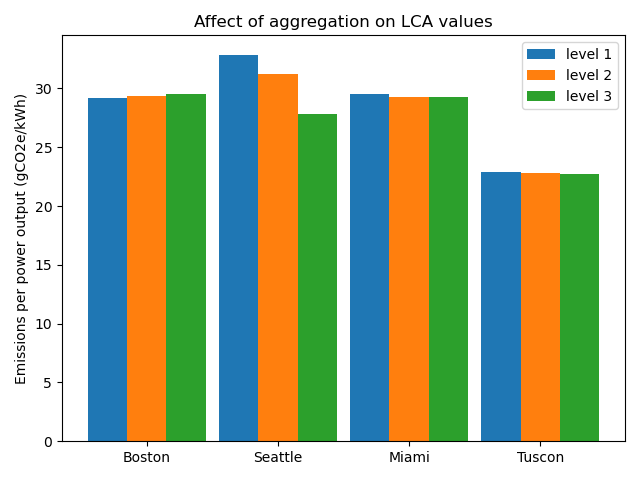 Affect of aggregation on LCA values
level 1
level 2
level 3
Emissions per power output (gCO2e/kWh)
30
25
20
15
10
5
0
Boston
Seattle
Miami
Tuscon